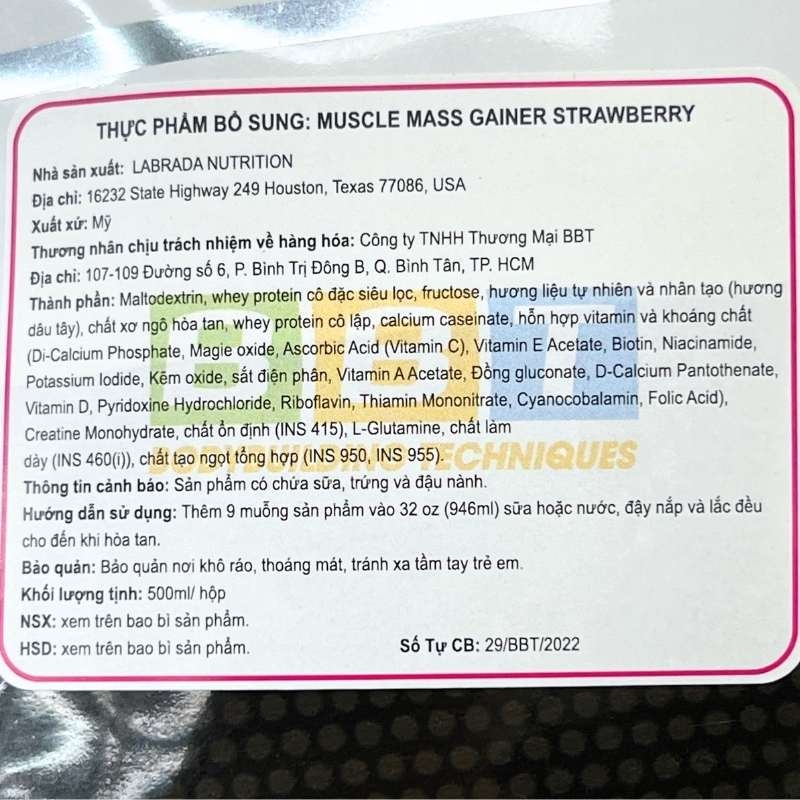 THỰC PHẨM BỔ SUNG: MUSCLE MASS GAINER STRAWBERRY
Nhà sản xuất: LABRADA NUTRITION
Địa chỉ: 16232 State Highway 249 Houston, Texas 77086, USA
Xuất xứ: Mỹ
Thương nhân chịu trách nhiệm về hàng hóa: Công ty TNHH Thương Mại BBT
Địa chỉ: 107-109 Đường số 6, P. Bình Trị Đông B, Q. Bình Tân, TP. HCM
Thành phần: Maltodextrin, whey protein cô đặc siêu lọc, fructose, hương liệu tự nhiên và nhân tạo (hương
dâu tây), chất xơ ngô hòa tan, whey protein cô lập, calcium caseinate, hỗn hợp vitamin và khoáng chất
(Di-Calcium Phosphate, Magie oxide, Ascorbic Acid (Vitamin C), Vitamin E Acetate, Biotin, Niacinamide,
Potassium Iodide, Kẽm oxide, sắt điện phân, Vitamin A Acetate, Đồng gluconate, D-Calcium Pantothenate,
Vitamin D, Pyridoxine Hydrochloride, Riboflavin, Thiamin Mononitrate, Cyanocobalamin, Folic Acid),
Creatine Monohydrate, chất ổn định (INS 415), L-Glutamine, chất làm
dày (INS 460(i)), chất tạo ngọt tổng hợp (INS 950, INS 955).
BBT
BODYBUILDING TECHNIQUES
Thông tin cảnh báo: Sản phẩm có chứa sữa, trứng và đậu nành.
Hướng dẫn sử dụng: Thêm 9 muỗng sản phẩm vào 32 oz (946ml) sữa hoặc nước, đậy nắp và lắc đều
cho đến khi hòa tan.
Bảo quản: Bảo quản nơi khô ráo, thoáng mát, tránh xa tầm tay trẻ em.
Khối lượng tịnh: 500ml/ hộp
NSX: xem trên bao bì sản phẩm.
HSD: xem trên bao bì sản phẩm. Số Tự CB: 29/BBT/2022